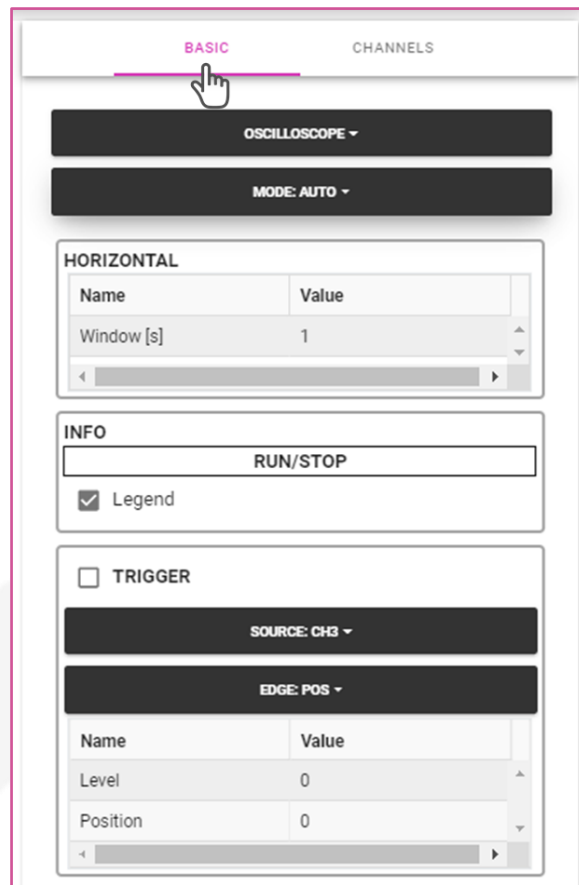 BASIC CHANNELS
OSCILLOSCOPE
MODE: AUTO
HORIZONTAL
Name Value
Window [s] 1
INFO
RUN/STOP
Legend
TRIGGER
SOURCE: CH3
EDGE: POS
Name Value
Level 0
Position 0